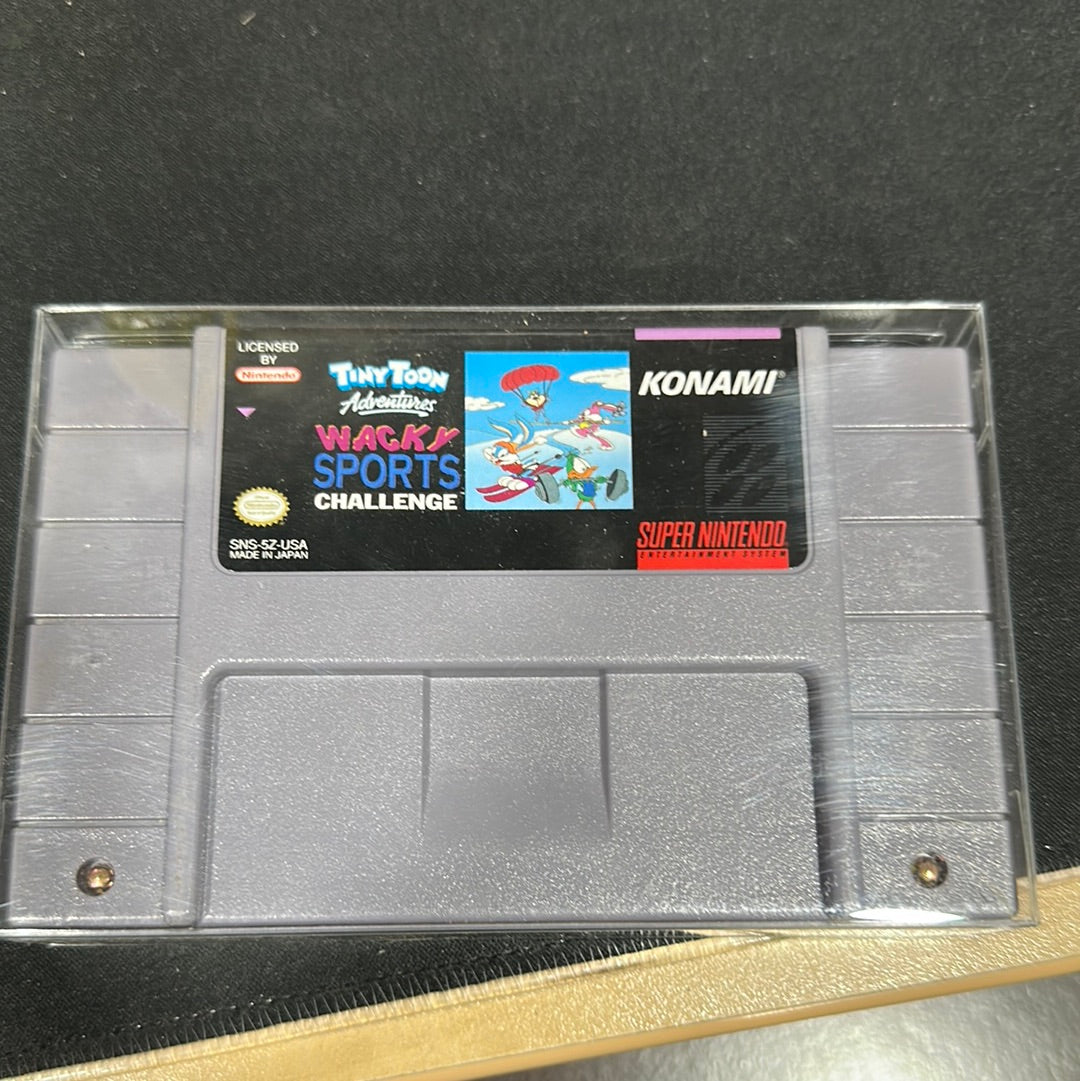 LICENSED
BY
Nintendo
TINY TOON
Adventures
WACKY
SPORTS
CHALLENGE™
SNS-5Z-USA
MADE IN JAPAN
KONAMI®
SUPER NINTENDO
ENTERTAINMENT SYSTEM